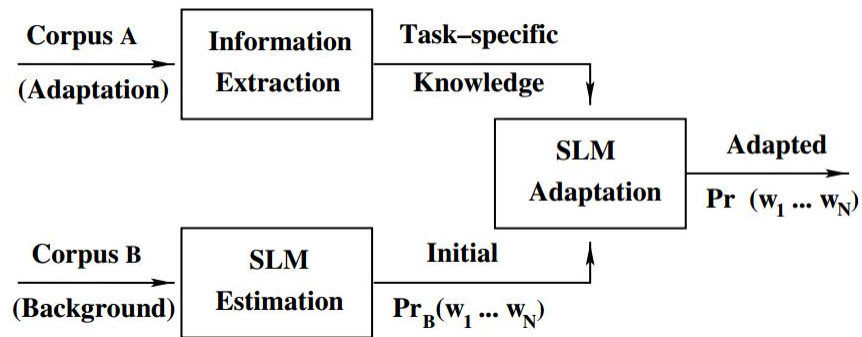 Corpus A
(Adaptation)
Information
Extraction
Task–specific
Knowledge
SLM
Adaptation
Adapted
Pr (w1 ... wN)
Corpus B
(Background)
SLM
Estimation
Initial
PrB(w1 ... wN)